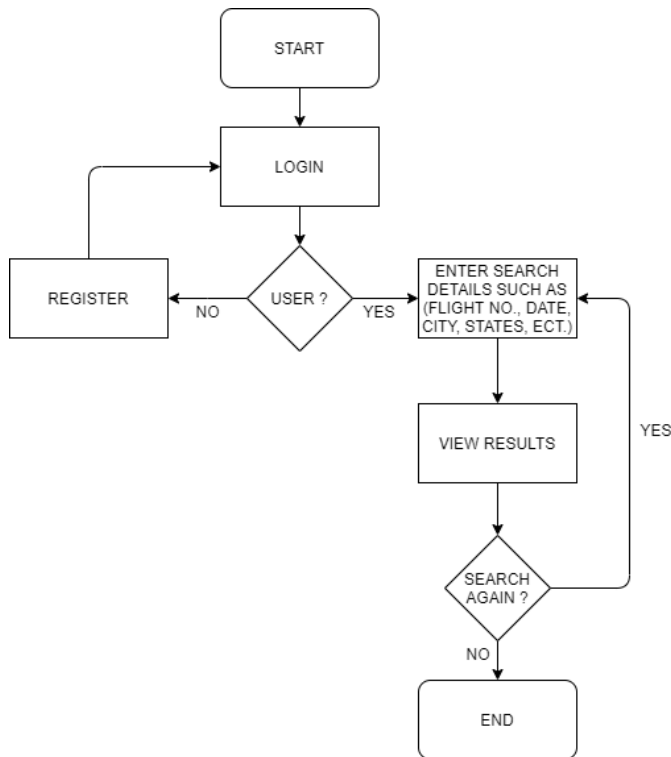 START
LOGIN
REGISTER
NO
USER ?
YES
ENTER SEARCH
DETAILS SUCH AS
(FLIGHT NO., DATE,
CITY, STATES, ECT.)
VIEW RESULTS
YES
SEARCH
AGAIN ?
NO
END